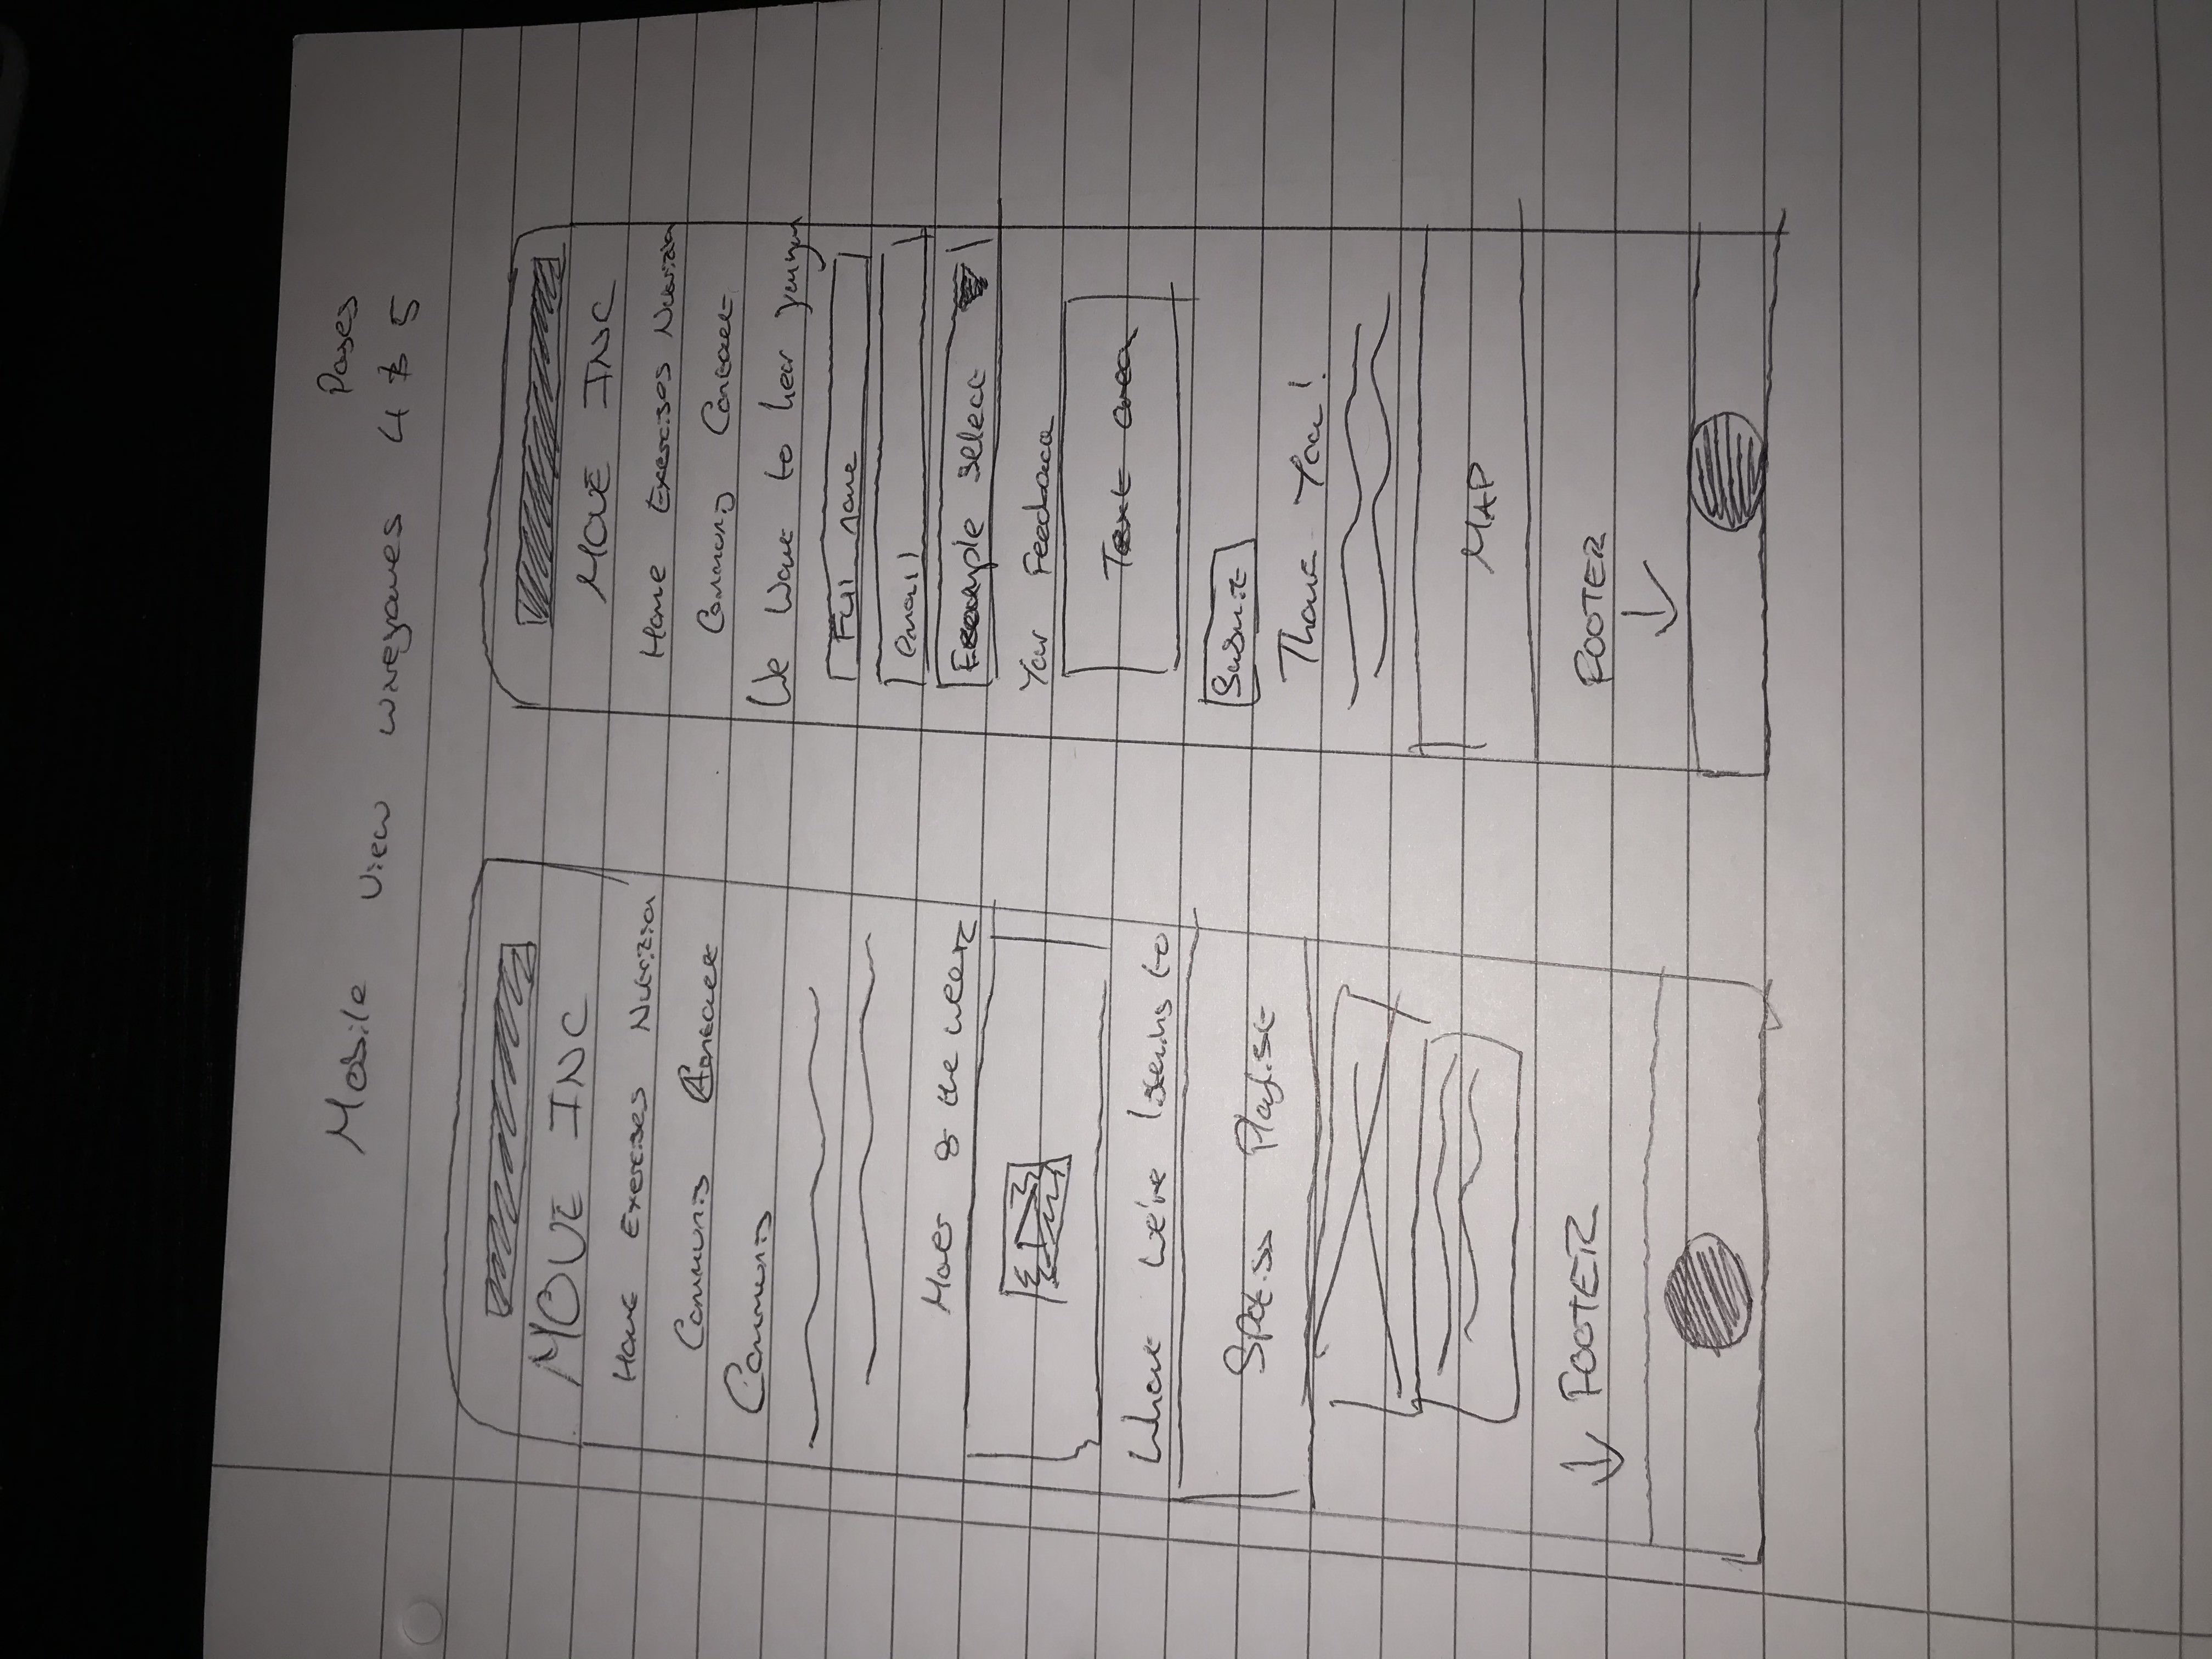 Pages
Mobile View wireframes 4 & 5
MOVE INC
Home Exercises Nutrition
Community Contact
Community
of the week
What we're listening to
Spotify Playlist
↓ FOOTER
MOVE INC
Home Exercises Nutrition
Community Contact
We want to hear from you
Full name
email
Example select
Your Feedback
Text area
Submit
Thank You!
MAP
FOOTER
↓